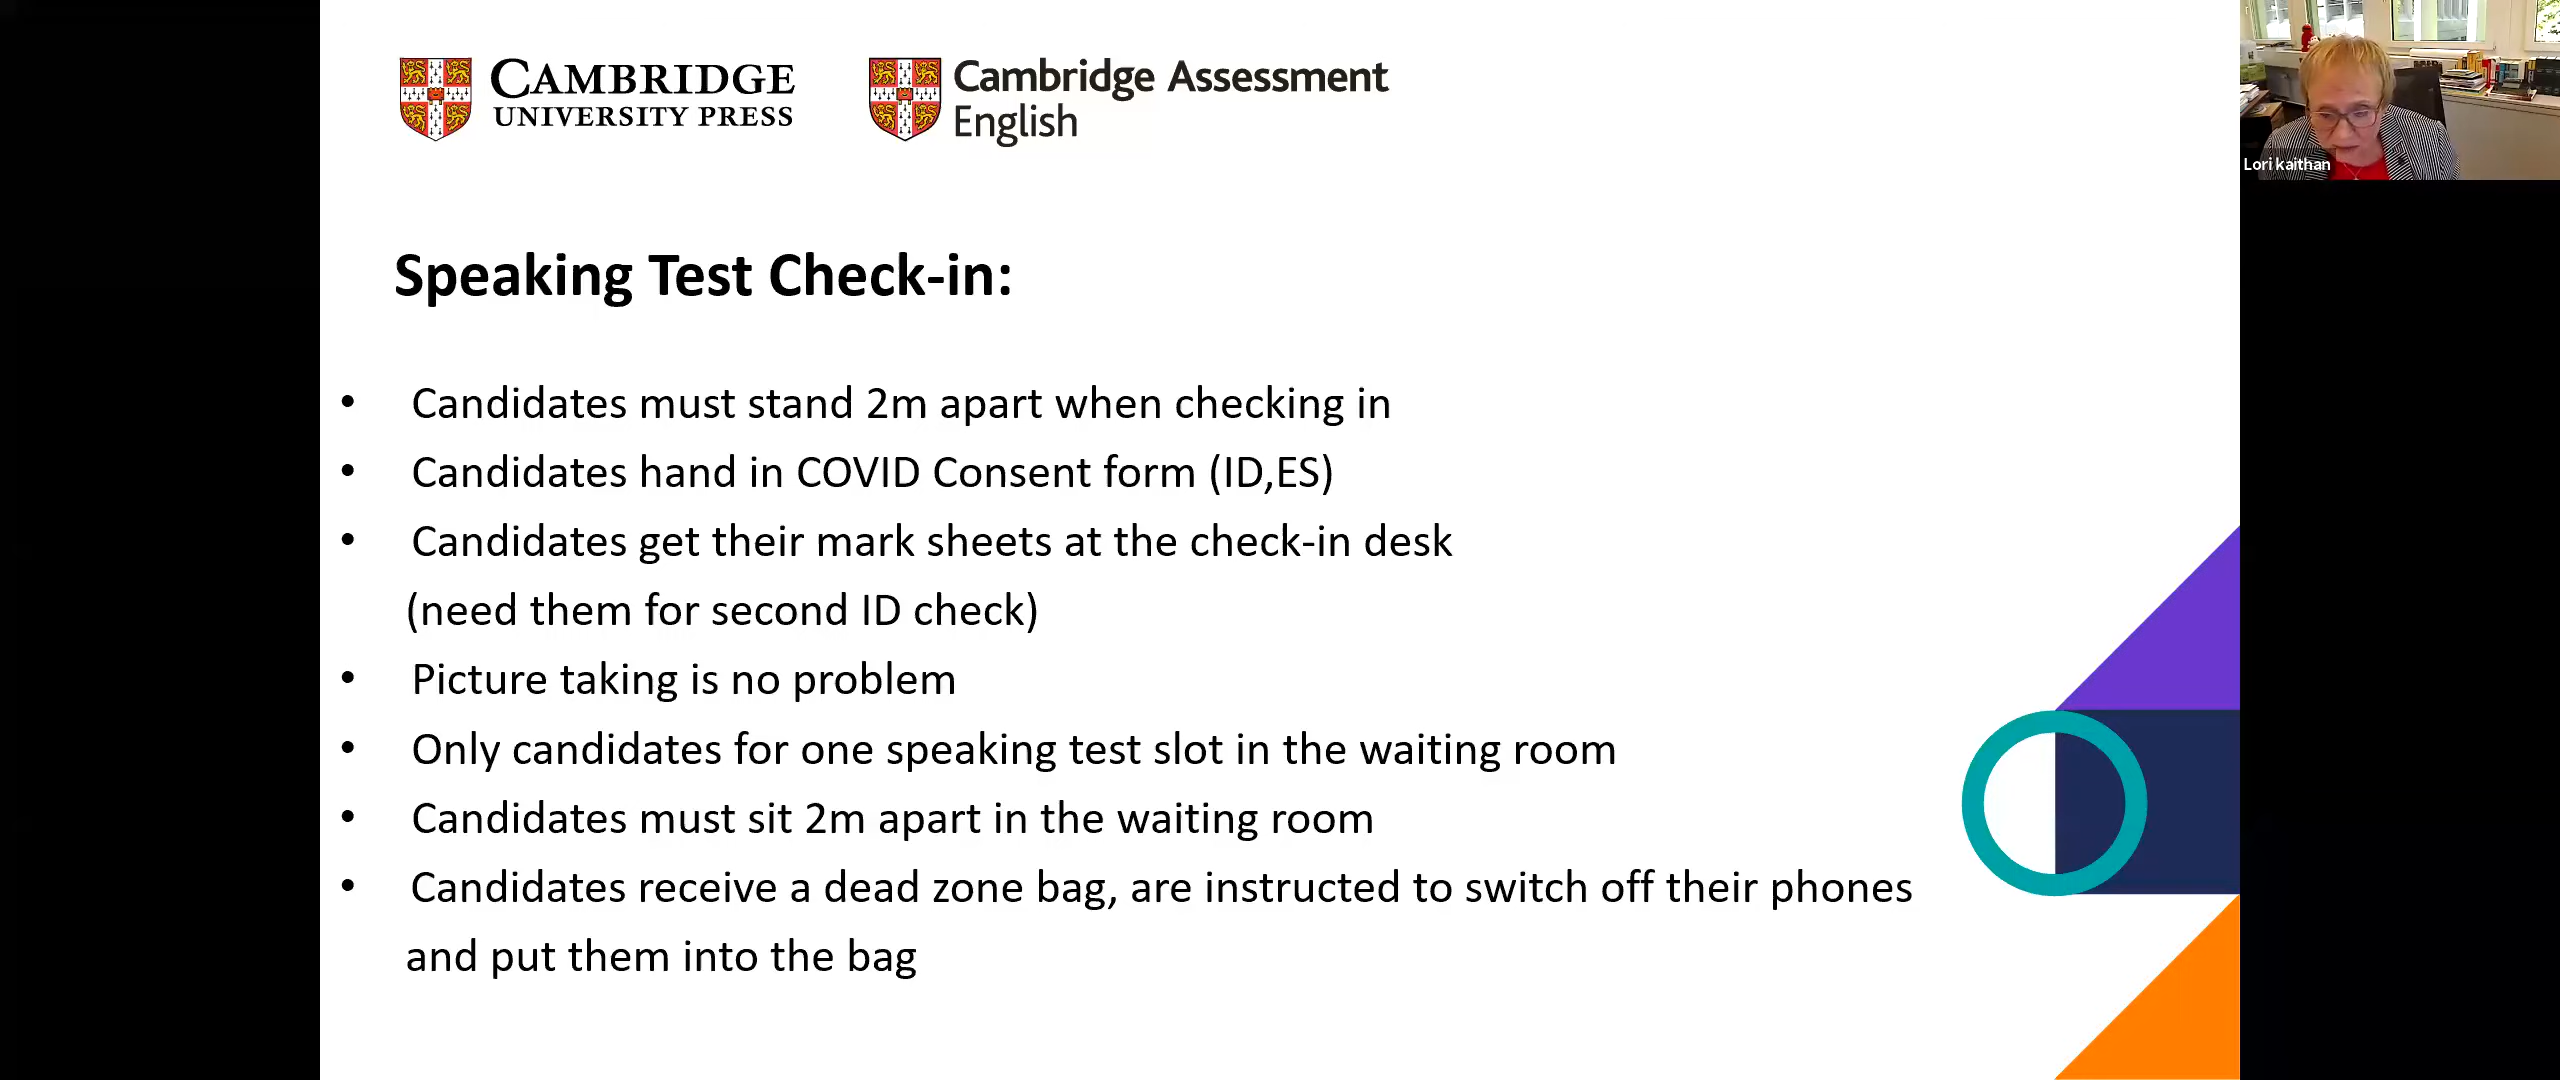 CAMBRIDGE
UNIVERSITY PRESS
Cambridge Assessment
English
Lori kaithan
Speaking Test Check-in:
• Candidates must stand 2m apart when checking in
• Candidates hand in COVID Consent form (ID,ES)
• Candidates get their mark sheets at the check-in desk
(need them for second ID check)
• Picture taking is no problem
• Only candidates for one speaking test slot in the waiting room
• Candidates must sit 2m apart in the waiting room
• Candidates receive a dead zone bag, are instructed to switch off their phones
and put them into the bag